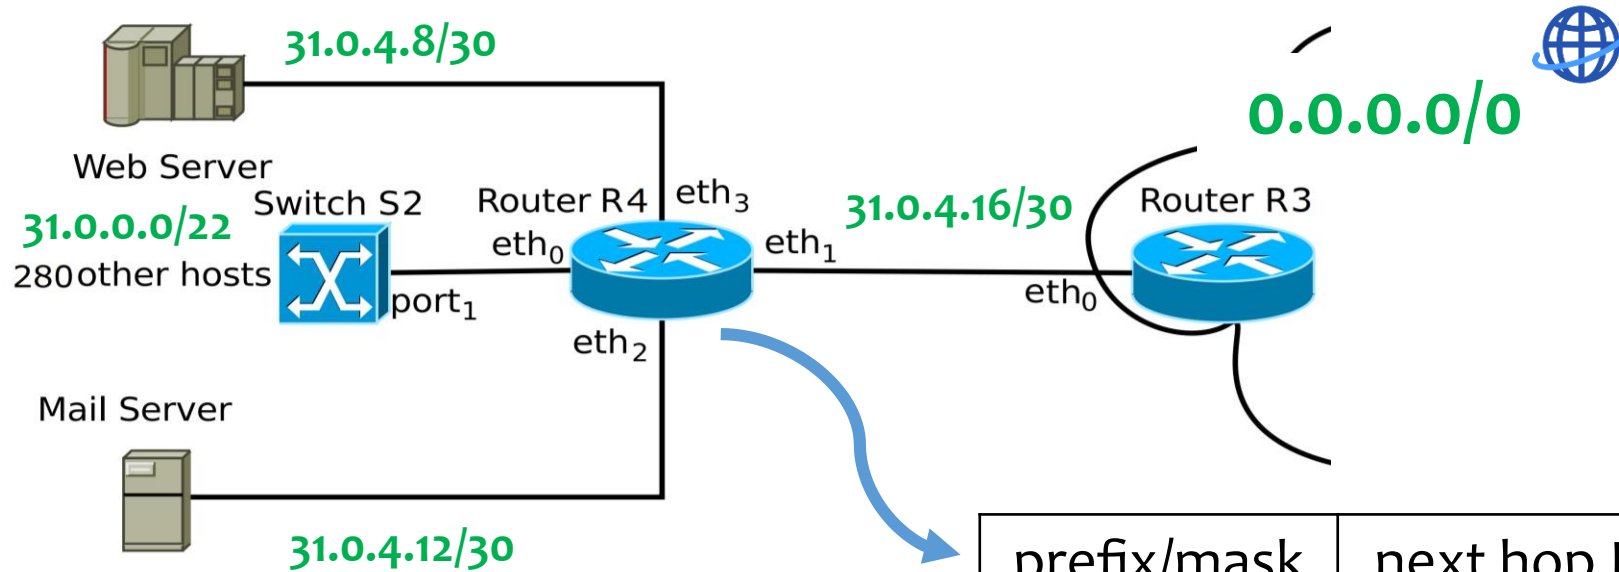 31.0.4.8/30
0.0.0.0/0
Web Server
31.0.0.0/22
Switch S2
Router R4
eth3
31.0.4.16/30
Router R3
280 other hosts
eth0
eth1
port1
eth0
eth2
Mail Server
31.0.4.12/30
prefix/mask
next hop